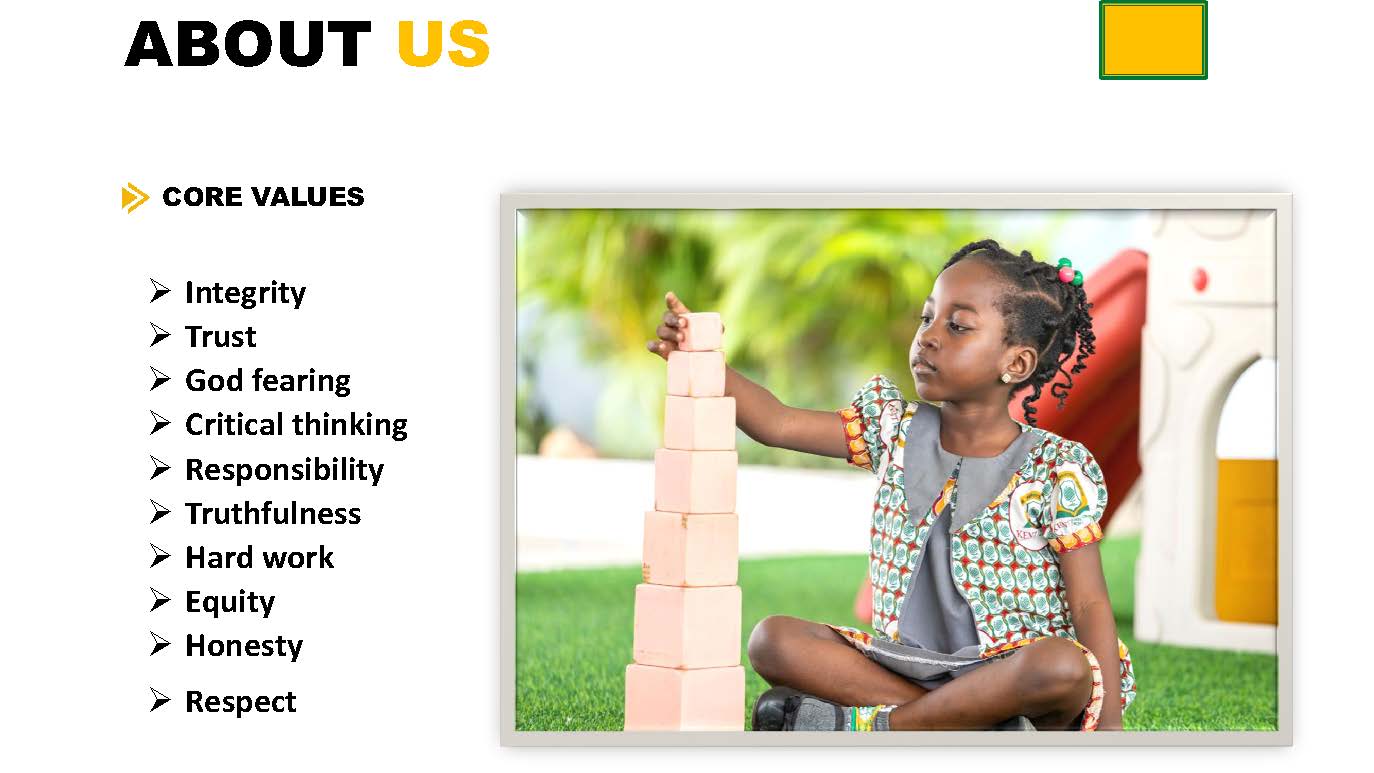 ABOUT US
CORE VALUES
Integrity
Trust
God fearing
Critical thinking
Responsibility
Truthfulness
Hard work
Equity
Honesty
Respect